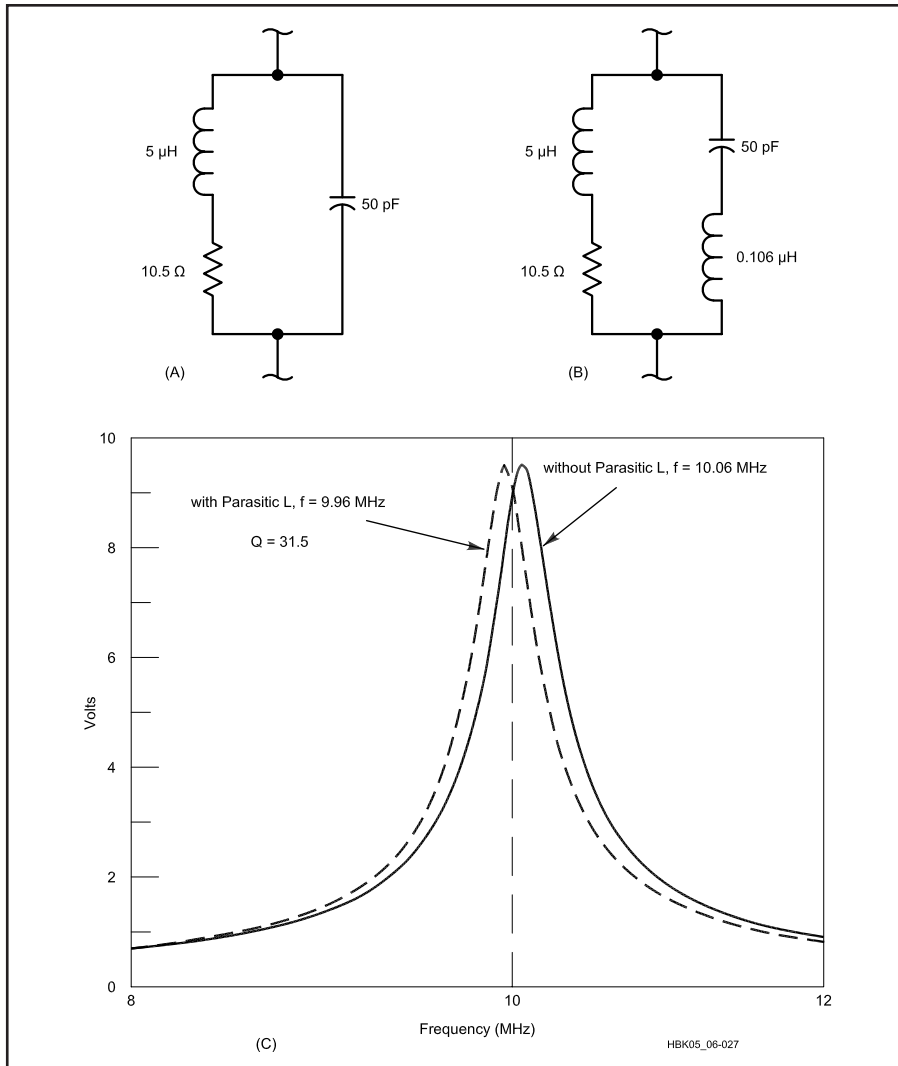 5 µH
50 pF
10.5 Ω
(A)
5 µH
50 pF
0.106 µH
10.5 Ω
(B)
10
8
6
4
2
0
Volts
with Parasitic L, f = 9.96 MHz
Q = 31.5
without Parasitic L, f = 10.06 MHz
8
10
12
Frequency (MHz)
(C)
HBK05_06-027